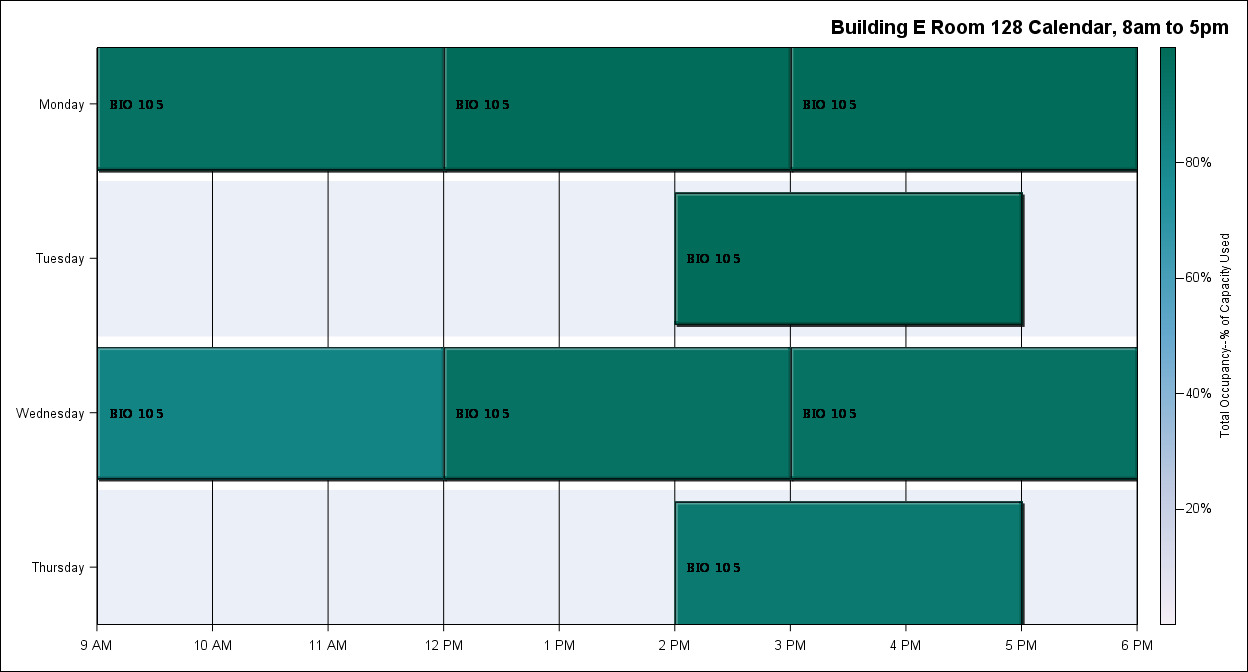 Building E Room 128 Calendar, 8am to 5pm
Monday
BIO 105
BIO 105
BIO 105
80%
Tuesday
BIO 105
60%
Total Occupancy--% of Capacity Used
Wednesday
BIO 105
BIO 105
BIO 105
40%
20%
Thursday
BIO 105
9 AM 10 AM 11 AM 12 PM 1 PM 2 PM 3 PM 4 PM 5 PM 6 PM